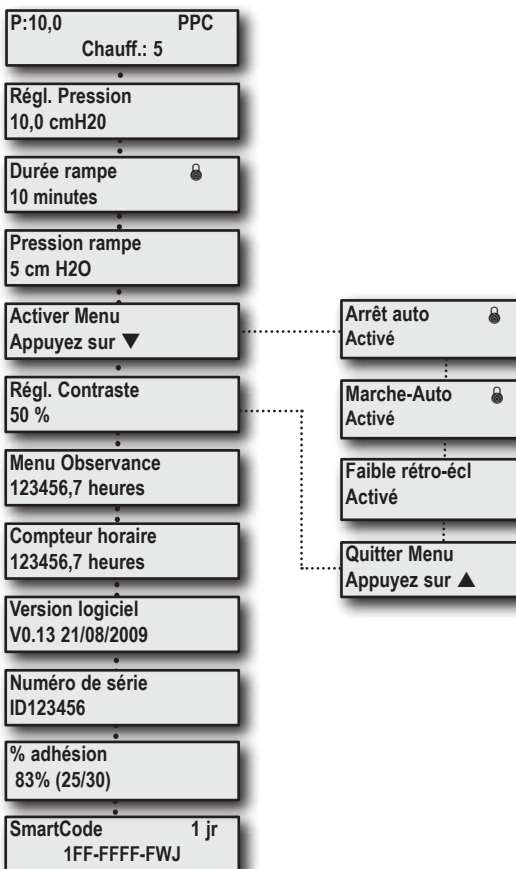 P:10,0 PPC
Chauff.: 5
Régl. Pression
10,0 cmH20
Durée rampe
10 minutes
Pression rampe
5 cm H2O
Activer Menu
Appuyez sur ▼
Régl. Contraste
50 %
Menu Observance
123456,7 heures
Compteur horaire
123456,7 heures
Version logiciel
V0.13 21/08/2009
Numéro de série
ID123456
% adhésion
83% (25/30)
SmartCode 1 jr
1FF-FFFF-FWJ
Arrêt auto
Activé
Marche-Auto
Activé
Faible rétro-écl
Activé
Quitter Menu
Appuyez sur ▲